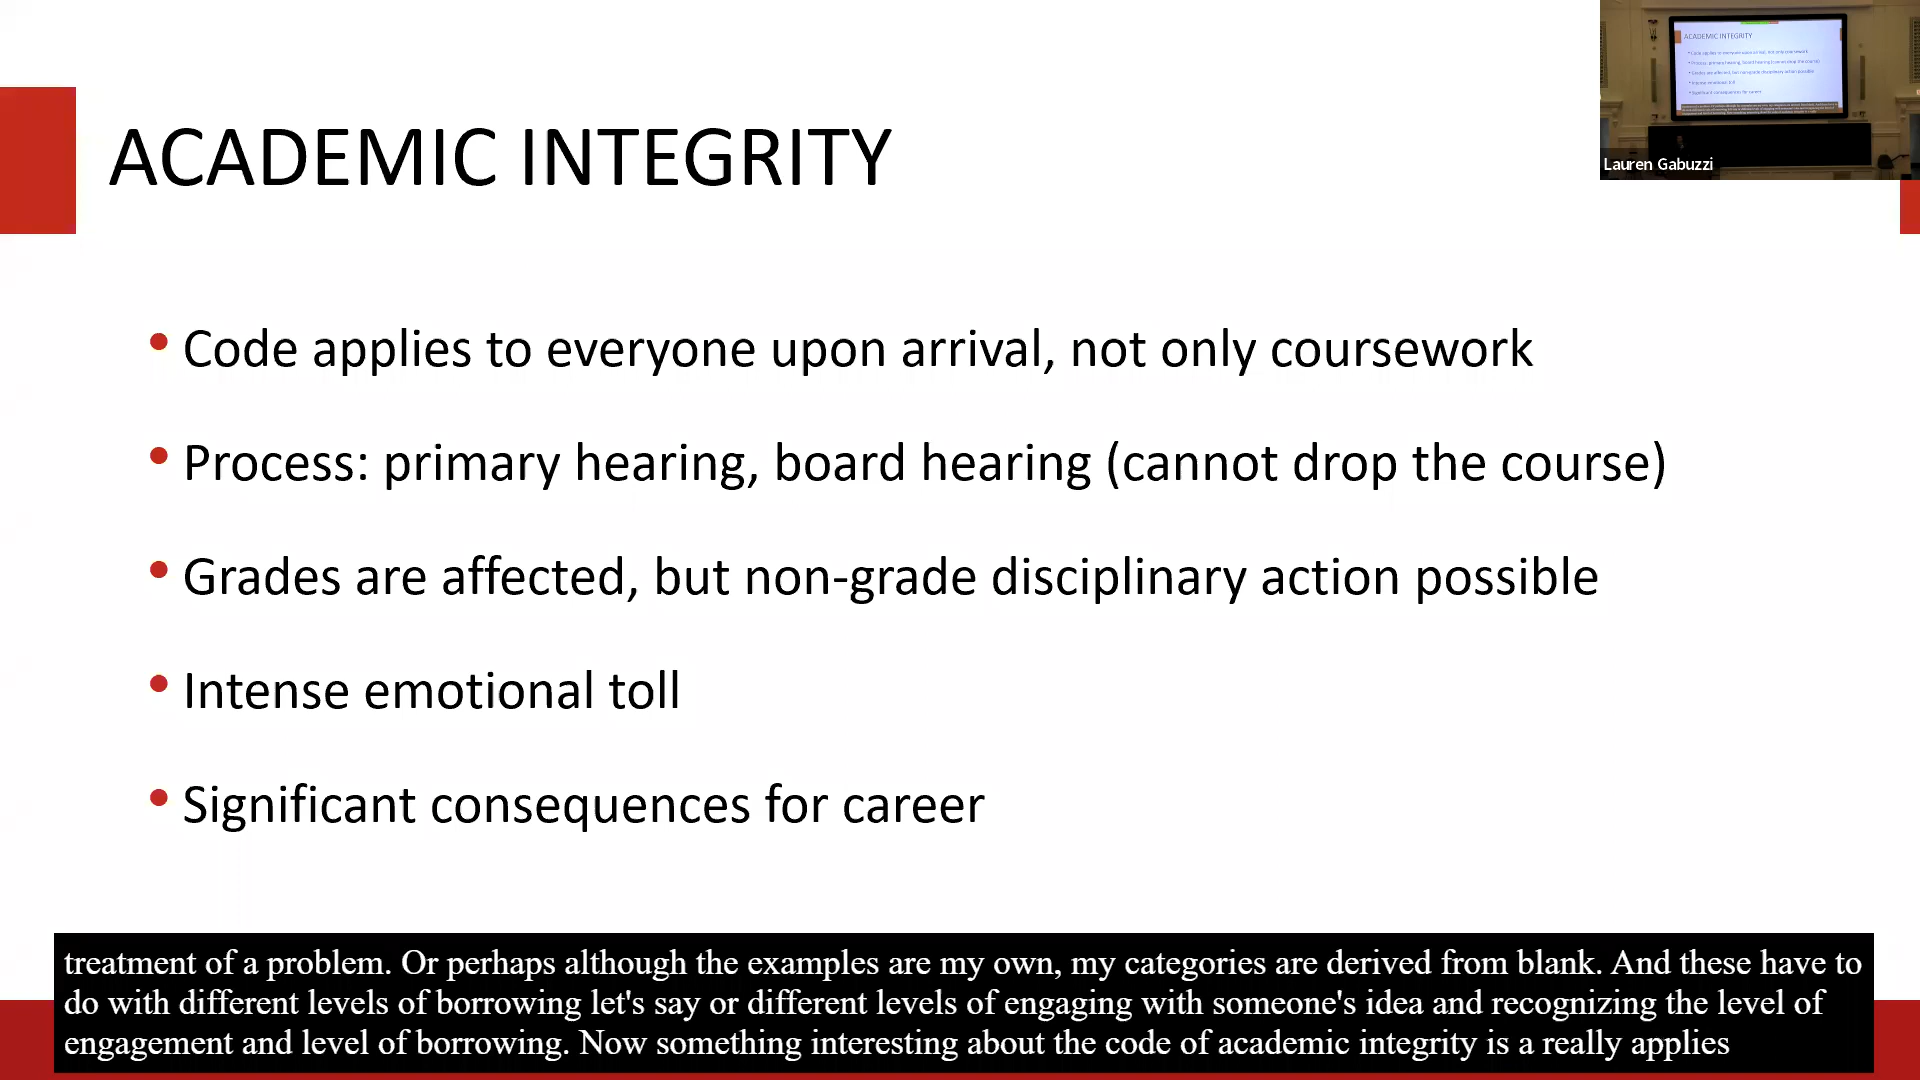 ACADEMIC INTEGRITY
Lauren Gabuzzi
• Code applies to everyone upon arrival, not only coursework
• Process: primary hearing, board hearing (cannot drop the course)
• Grades are affected, but non-grade disciplinary action possible
• Intense emotional toll
• Significant consequences for career
treatment of a problem. Or perhaps although the examples are my own, my categories are derived from blank. And these have to
do with different levels of borrowing let's say or different levels of engaging with someone's idea and recognizing the level of
engagement and level of borrowing. Now something interesting about the code of academic integrity is a really applies